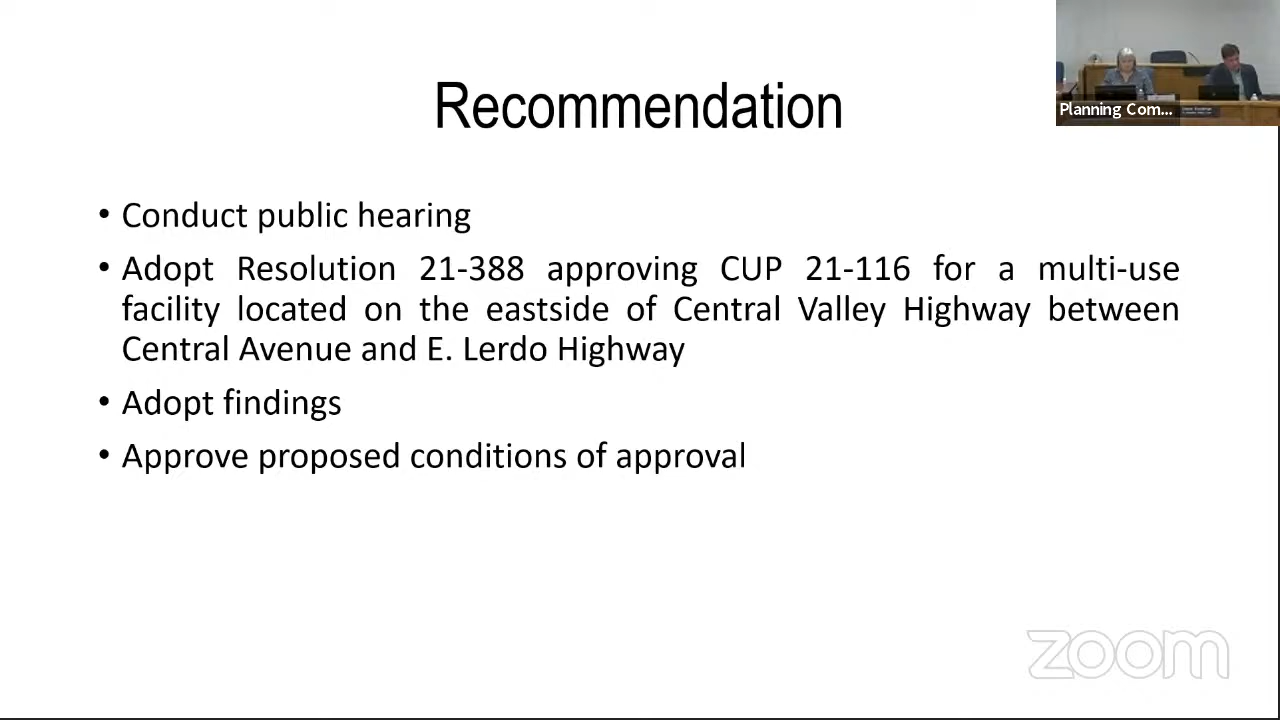 Recommendation
Planning Com...
• Conduct public hearing
• Adopt Resolution 21-388 approving CUP 21-116 for a multi-use
facility located on the eastside of Central Valley Highway between
Central Avenue and E. Lerdo Highway
• Adopt findings
• Approve proposed conditions of approval
zoom